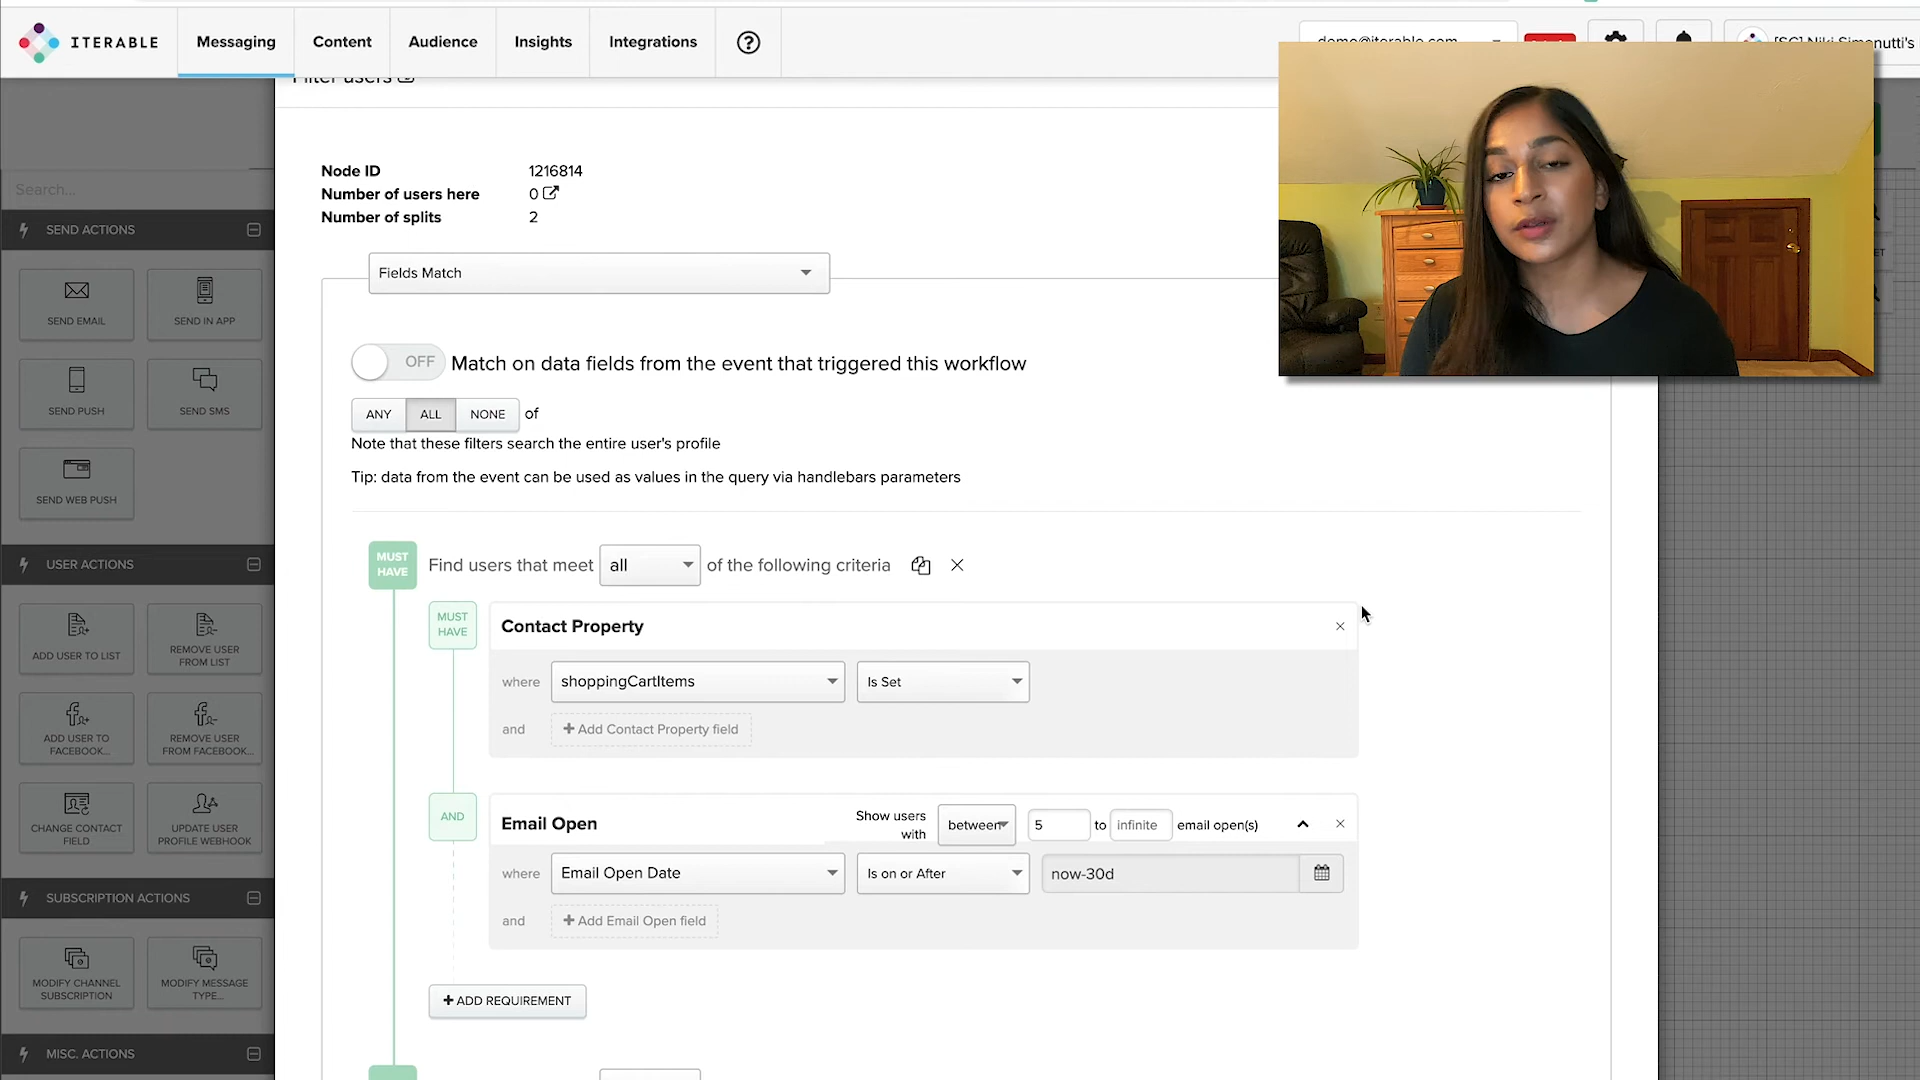 ITERABLE
Messaging
Content
Audience
Insights
Integrations
?
demo@iterable.com
[SC] Niki Simonutti's
Filter users
Node ID 1216814
Number of users here 0
Number of splits 2
Search...
SEND ACTIONS
SEND EMAIL
SEND IN APP
SEND PUSH
SEND SMS
SEND WEB PUSH
USER ACTIONS
ADD USER TO LIST
REMOVE USER
FROM LIST
ADD USER TO
FACEBOOK...
REMOVE USER
FROM FACEBOOK...
CHANGE CONTACT
FIELD
UPDATE USER
PROFILE WEBHOOK
SUBSCRIPTION ACTIONS
MODIFY CHANNEL
SUBSCRIPTION
MODIFY MESSAGE
TYPE...
MISC. ACTIONS
Fields Match
OFF Match on data fields from the event that triggered this workflow
ANY ALL NONE of
Note that these filters search the entire user's profile
Tip: data from the event can be used as values in the query via handlebars parameters
MUST
HAVE
Find users that meet all of the following criteria
MUST
HAVE
Contact Property
where shoppingCartItems Is Set
and + Add Contact Property field
AND
Email Open
Show users
with
between 5 to infinite email open(s)
where Email Open Date Is on or After now-30d
and + Add Email Open field
+ ADD REQUIREMENT